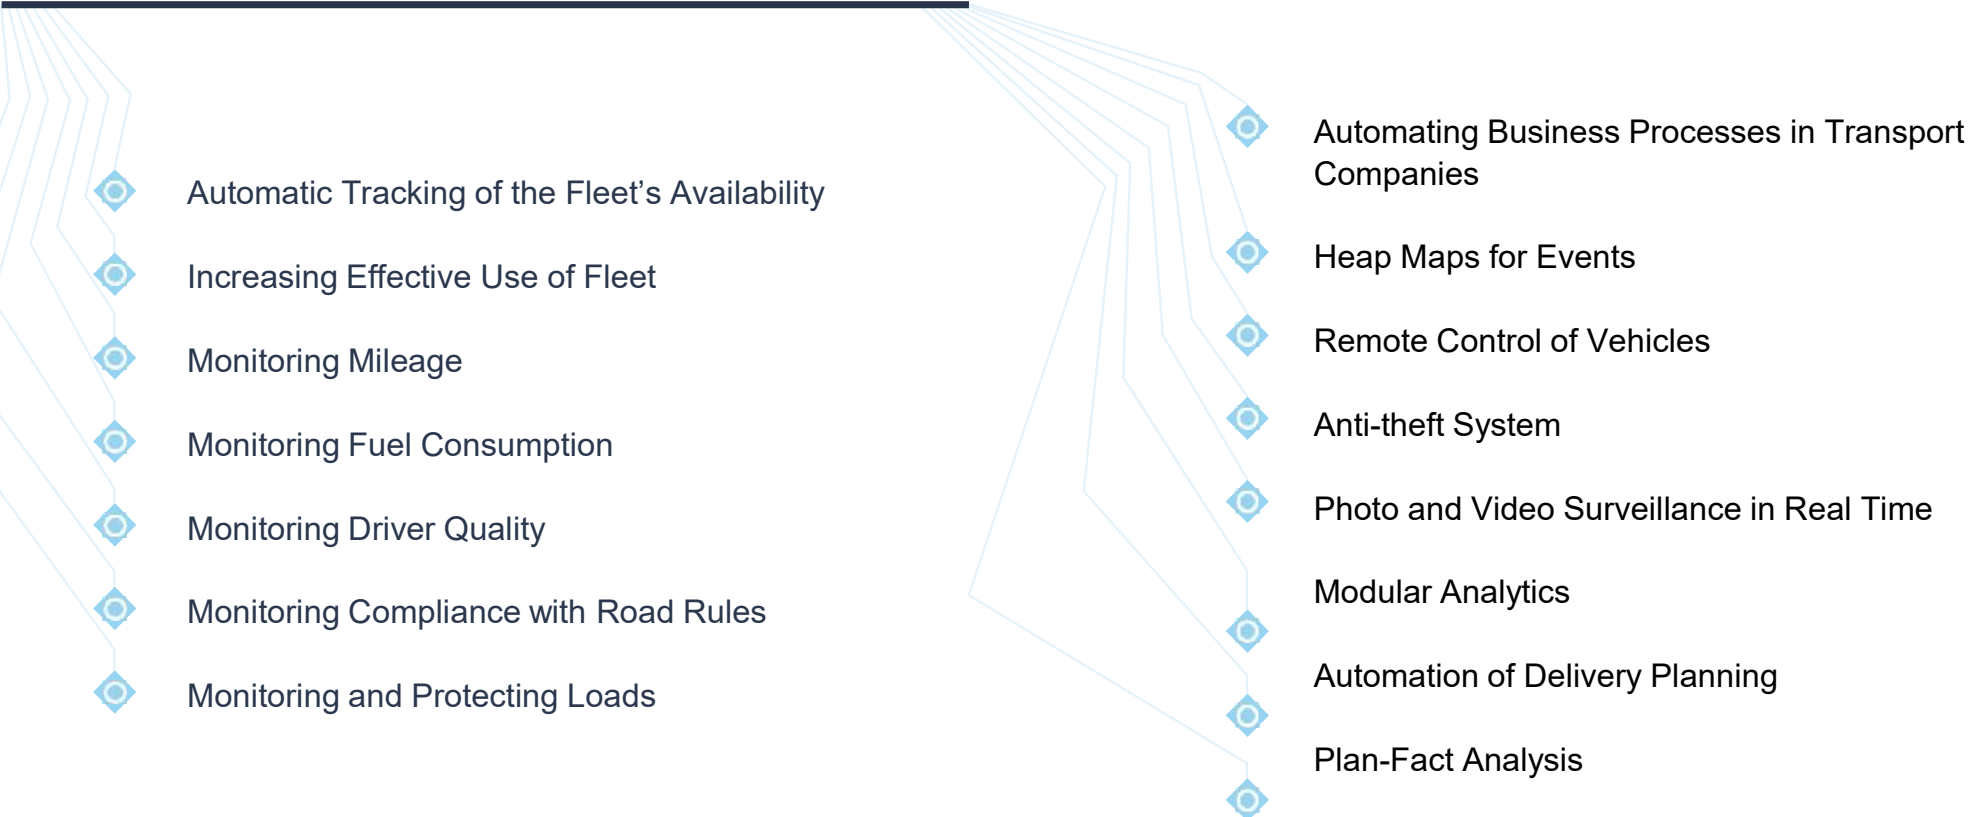 Automatic Tracking of the Fleet’s Availability
Increasing Effective Use of Fleet
Monitoring Mileage
Monitoring Fuel Consumption
Monitoring Driver Quality
Monitoring Compliance with Road Rules
Monitoring and Protecting Loads
Automating Business Processes in Transport
Companies
Heap Maps for Events
Remote Control of Vehicles
Anti-theft System
Photo and Video Surveillance in Real Time
Modular Analytics
Automation of Delivery Planning
Plan-Fact Analysis